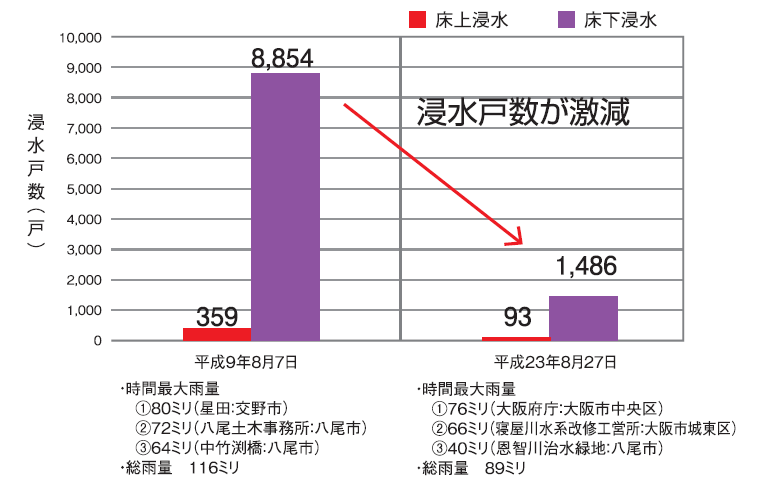 床上浸水 床下浸水
浸水戸数(戸)
10,000
9,000
8,000
7,000
6,000
5,000
4,000
3,000
2,000
1,000
0
8,854
浸水戸数が激減
1,486
359
93
平成9年8月7日
平成23年8月27日
・時間最大雨量
①80ミリ(星田:交野市)
②72ミリ(八尾土木事務所:八尾市)
③64ミリ(中竹渕橋:八尾市)
・総雨量 116ミリ
・時間最大雨量
①76ミリ(大阪府庁:大阪市中央区)
②66ミリ(寝屋川水系改修工営所:大阪市城東区)
③40ミリ(恩智川治水緑地:八尾市)
・総雨量 89ミリ